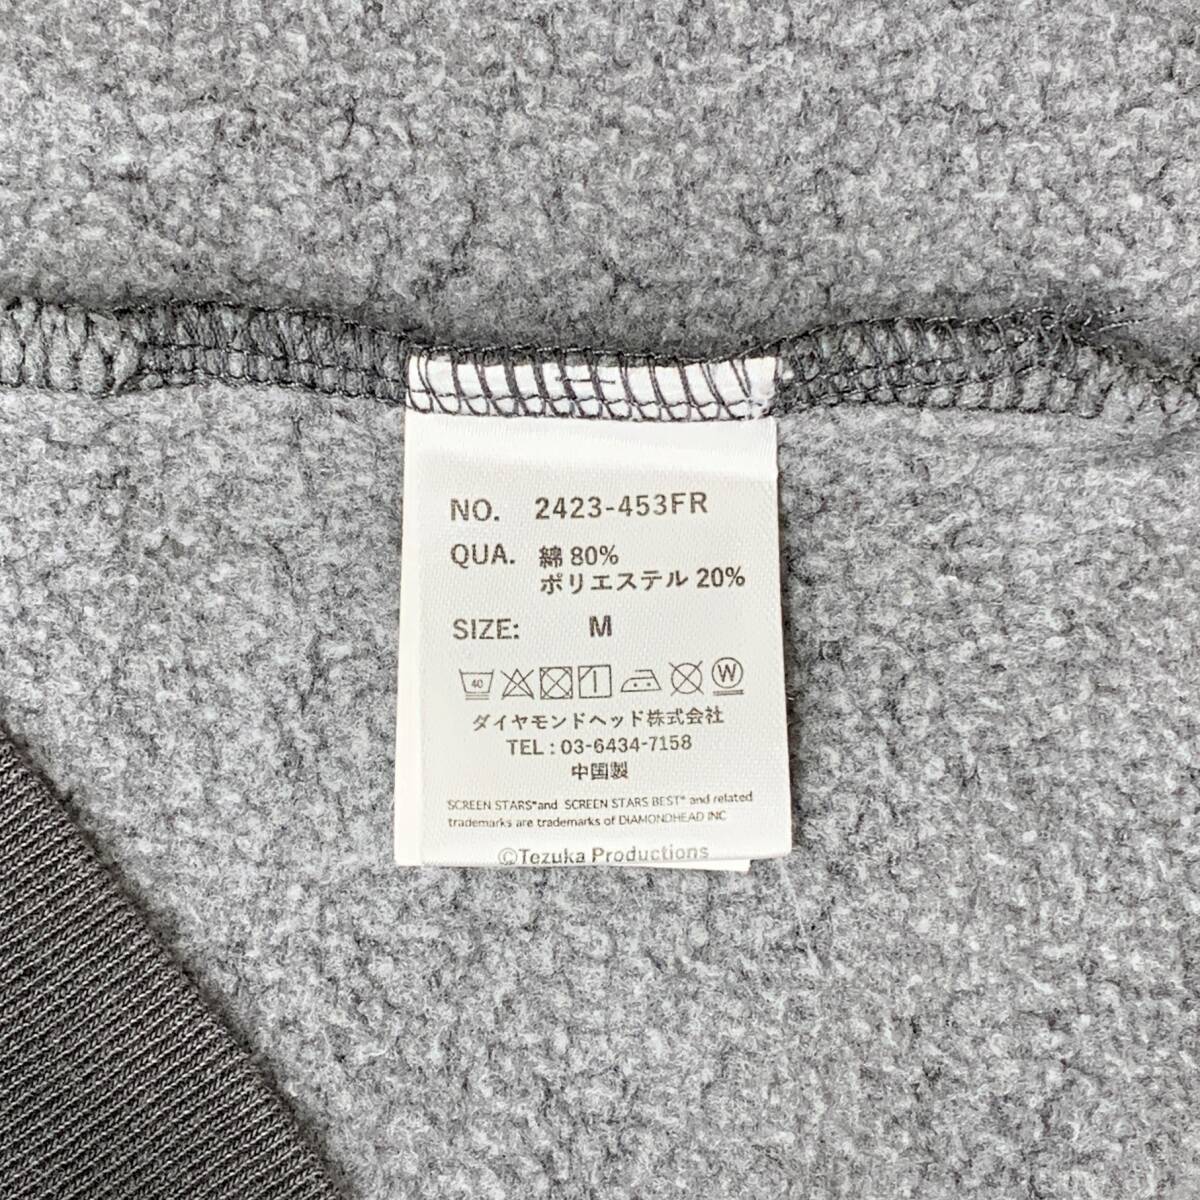 NO. 2423-453FR
QUA. 綿 80%
ポリエステル 20%
SIZE: M
40 W
ダイヤモンドヘッド株式会社
TEL : 03-6434-7158
中国製
SCREEN STARS®and SCREEN STARS BEST® and related
trademarks are trademarks of DIAMONDHEAD INC
©Tezuka Productions